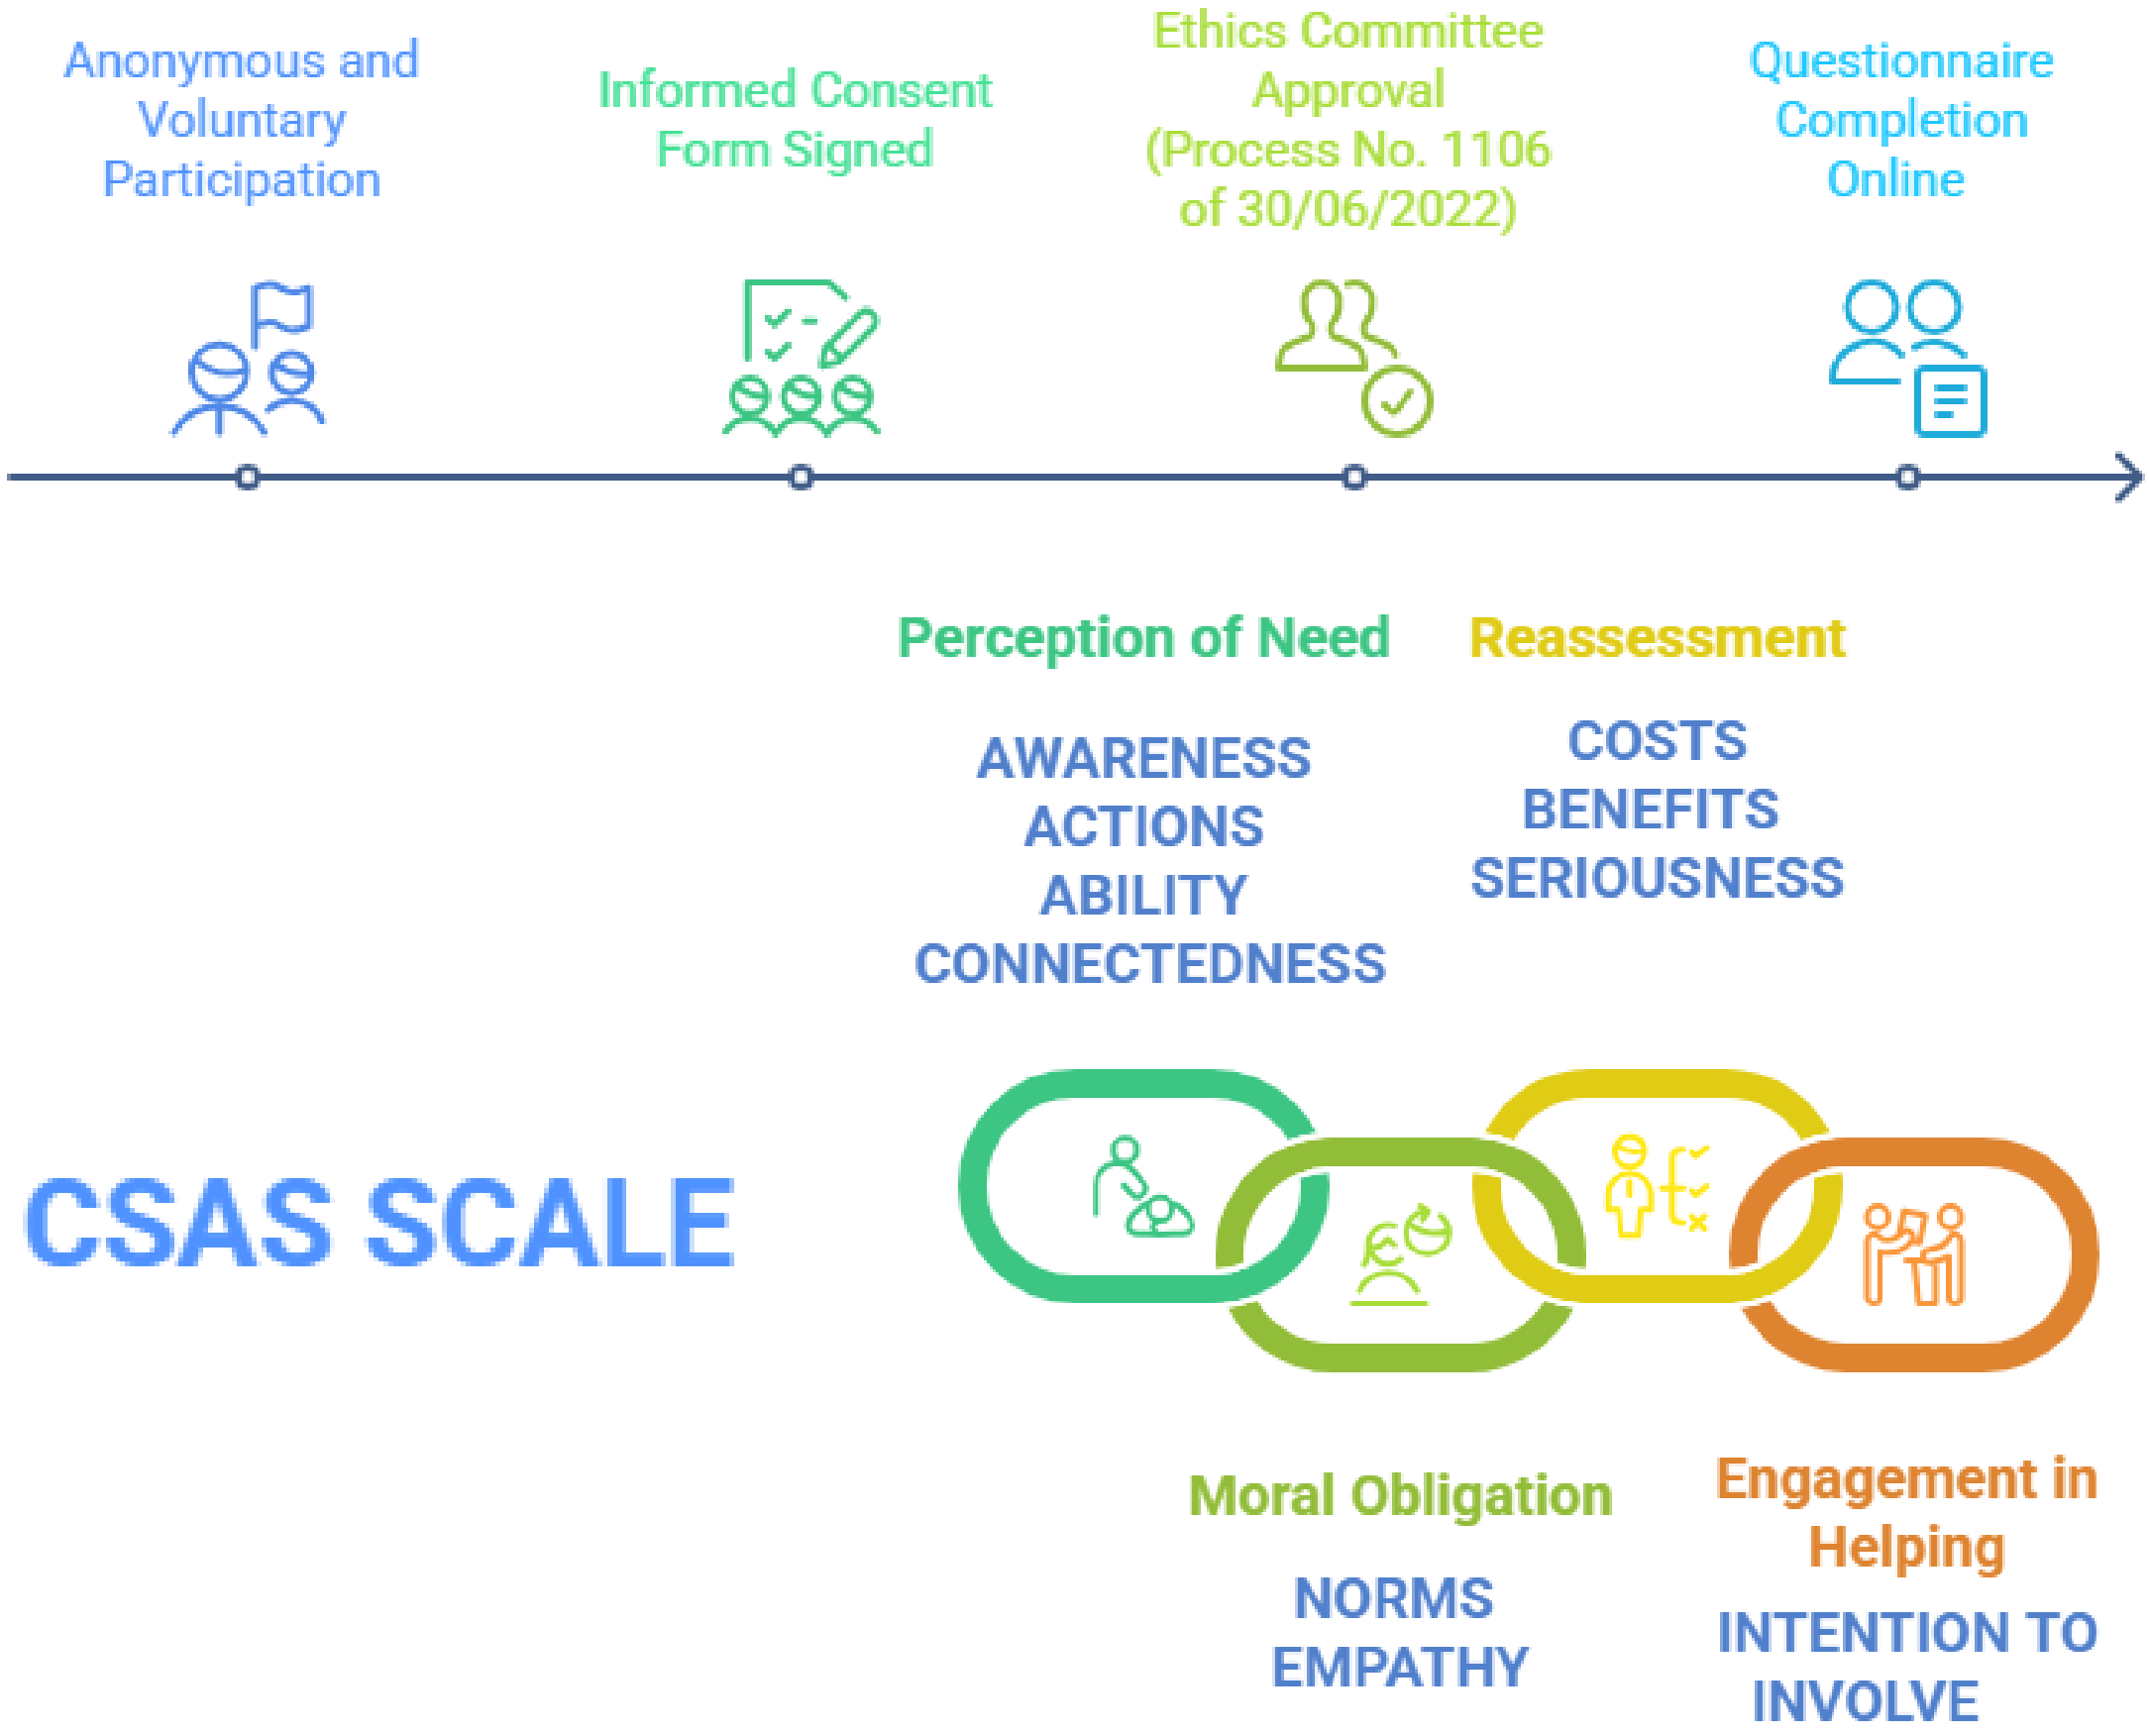 Anonymous and
Voluntary
Participation
Informed Consent
Form Signed
Ethics Committee
Approval
(Process No. 1106
of 30/06/2022)
Questionnaire
Completion
Online
Perception of Need
AWARENESS
ACTIONS
ABILITY
CONNECTEDNESS
Reassessment
COSTS
BENEFITS
SERIOUSNESS
CSAS SCALE
Moral Obligation
NORMS
EMPATHY
Engagement in
Helping
INTENTION TO
INVOLVE